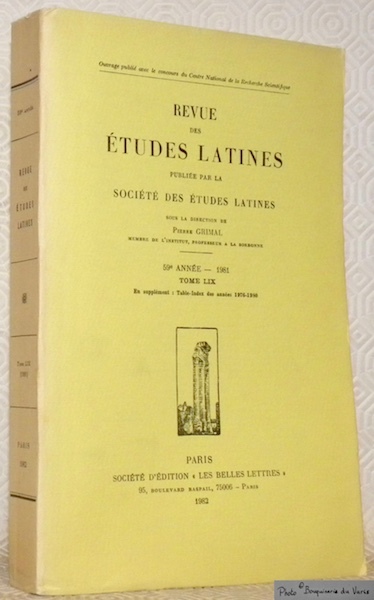 Ouvrage publié avec le concours du Centre National de la Recherche Scientifique
REVUE
DES
ÉTUDES LATINES
PUBLIÉE PAR LA
SOCIÉTÉ DES ÉTUDES LATINES
SOUS LA DIRECTION DE
PIERRE GRIMAL
MEMBRE DE L'INSTITUT, PROFESSEUR A LA SORBONNE
59e ANNÉE — 1981
TOME LIX
En supplément : Table-Index des années 1976-1980
PARIS
SOCIÉTÉ D'ÉDITION « LES BELLES LETTRES »
95, BOULEVARD RASPAIL, 75006 - PARIS
1982
59e année
REVUE
DES
ÉTUDES
LATINES
Tome LIX
1981
PARIS
1982
Photo © Bouquinerie du Varis